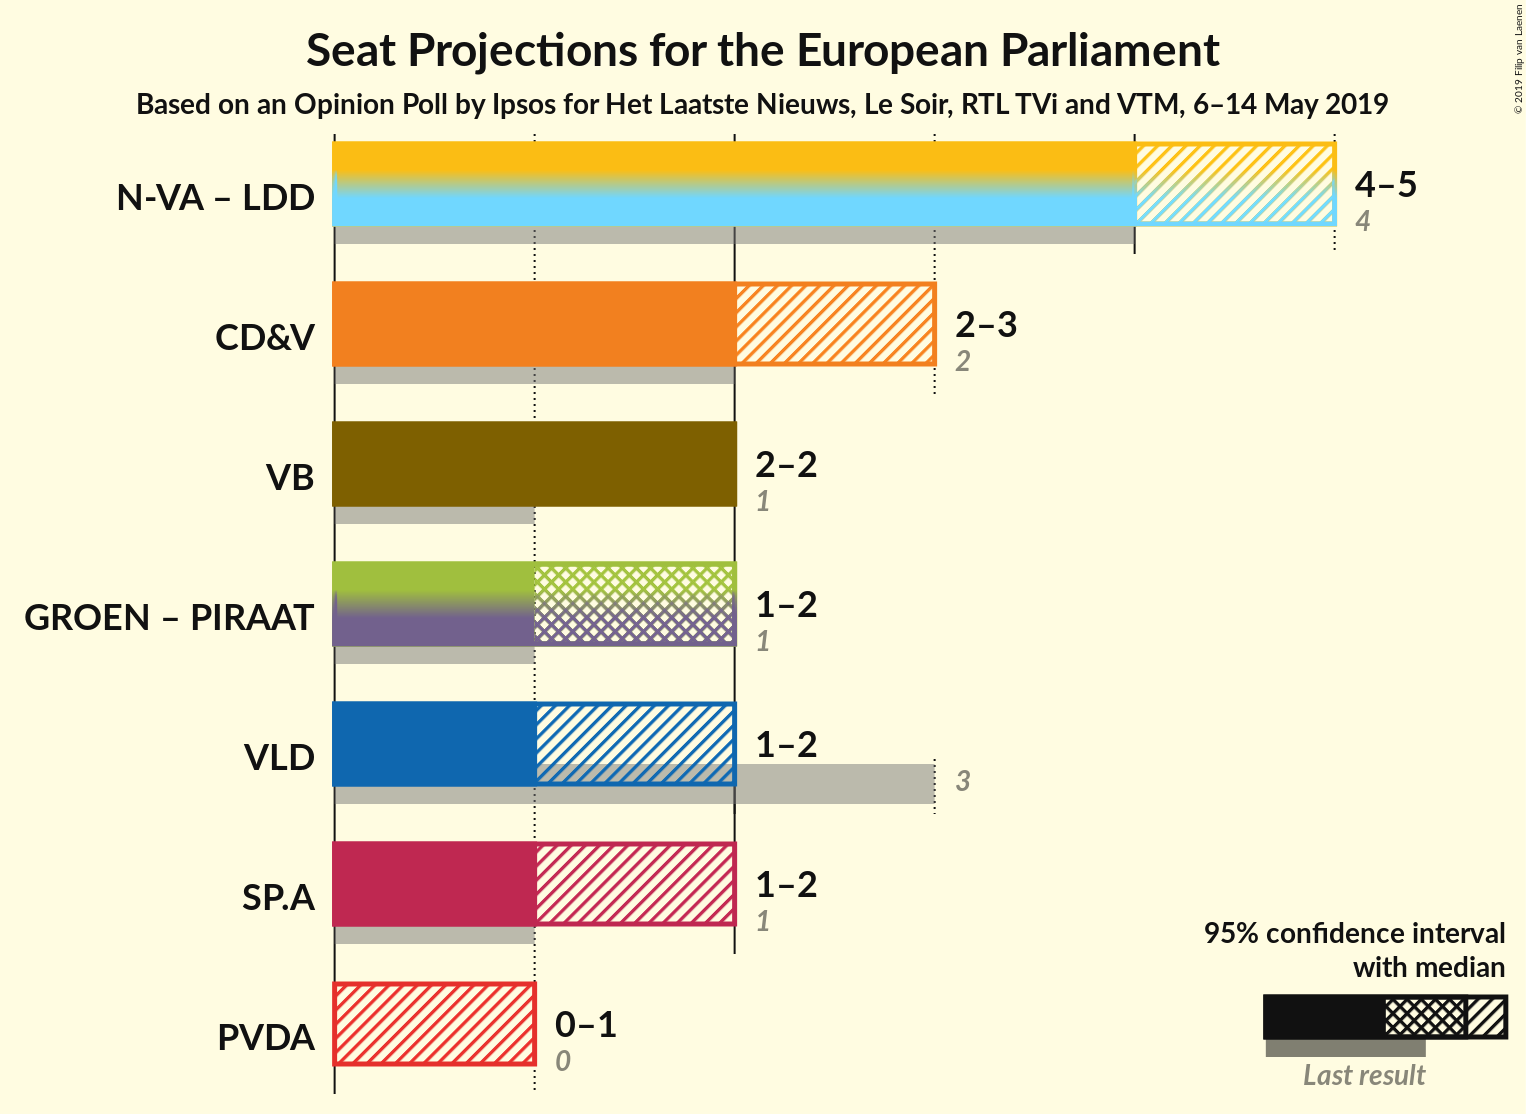 Seat Projections for the European Parliament
Based on an Opinion Poll by Ipsos for Het Laatste Nieuws, Le Soir, RTL TVi and VTM, 6–14 May 2019
© 2019 Filip van Laenen
N-VA – LDD
4–5
4
CD&V
2–3
2
VB
2–2
1
GROEN – PIRAAT
1–2
1
VLD
1–2
3
SP.A
1–2
1
PVDA
0–1
0
95% confidence interval
with median
Last result